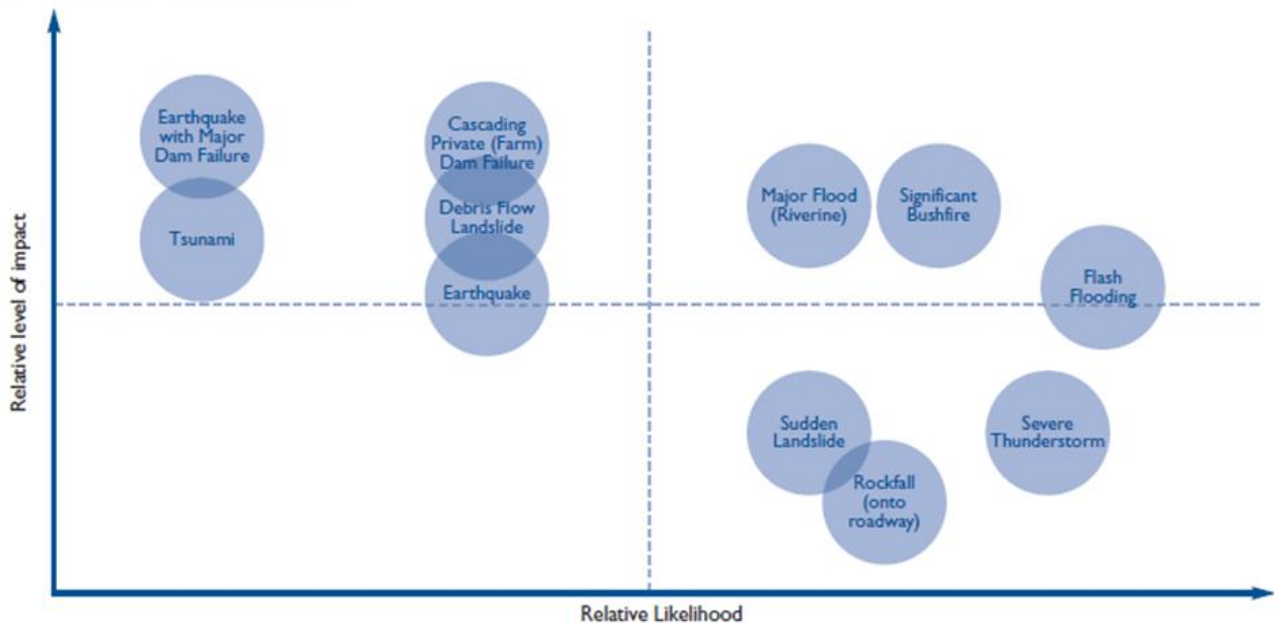 Relative level of impact
Earthquake
with Major
Dam Failure
Tsunami
Cascading
Private (Farm)
Dam Failure
Debris Flow
Landslide
Earthquake
Major Flood
(Riverine)
Significant
Bushfire
Flash
Flooding
Sudden
Landslide
Rockfall
(onto
roadway)
Severe
Thunderstorm
Relative Likelihood